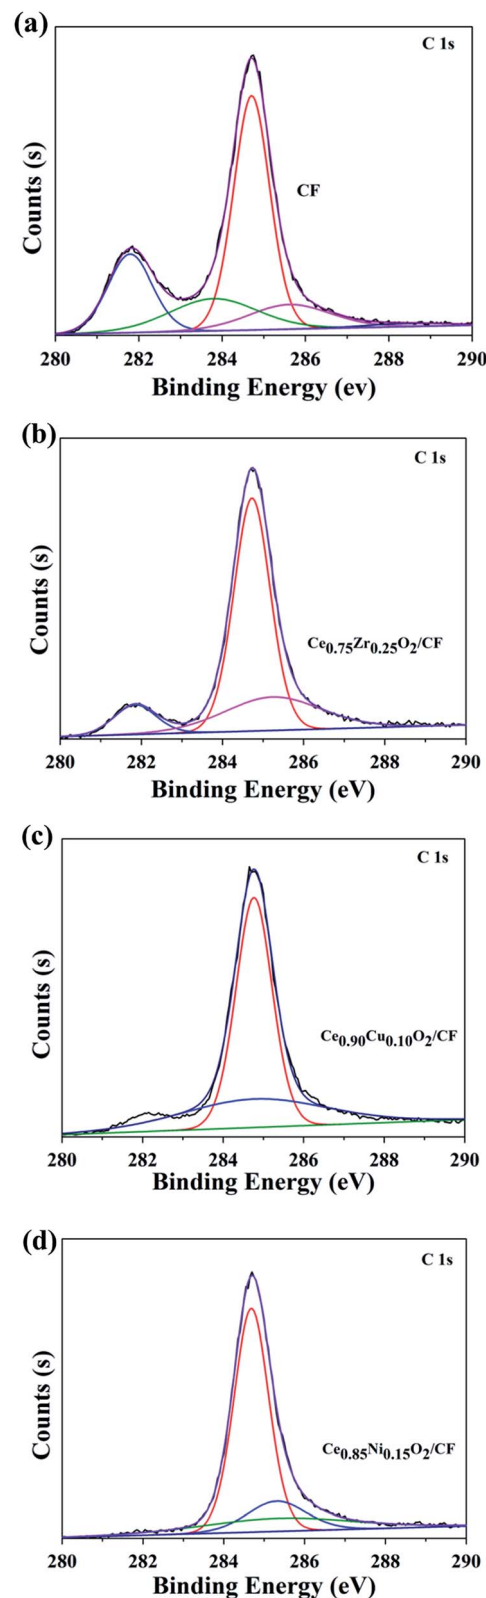 (a)
C 1s
CF
Counts (s)
280 282 284 286 288 290
Binding Energy (ev)
(b)
C 1s
Ce0.75Zr0.25O2/CF
Counts (s)
280 282 284 286 288 290
Binding Energy (eV)
(c)
C 1s
Ce0.90Cu0.10O2/CF
Counts (s)
280 282 284 286 288 290
Binding Energy (eV)
(d)
C 1s
Ce0.85Ni0.15O2/CF
Counts (s)
280 282 284 286 288 290
Binding Energy (eV)